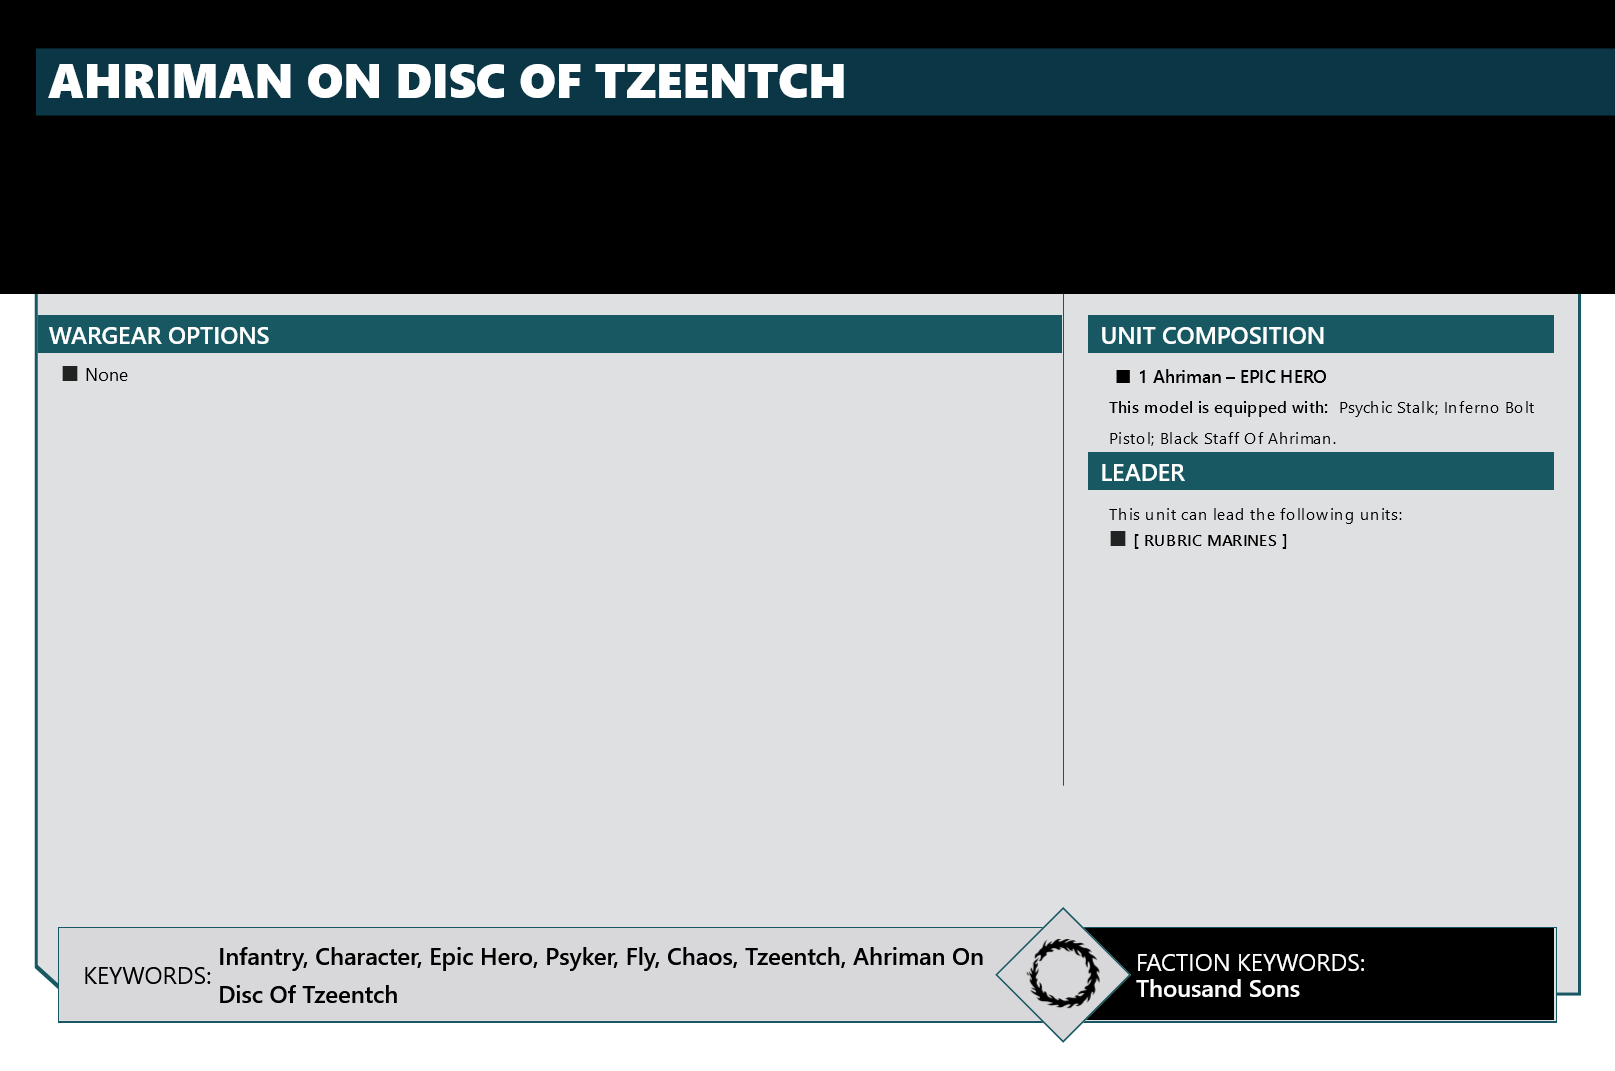 AHRIMAN ON DISC OF TZEENTCH
WARGEAR OPTIONS
None
UNIT COMPOSITION
1 Ahriman – EPIC HERO
This model is equipped with: Psychic Stalk; Inferno Bolt
Pistol; Black Staff Of Ahriman.
LEADER
This unit can lead the following units:
[ RUBRIC MARINES ]
KEYWORDS:
Infantry, Character, Epic Hero, Psyker, Fly, Chaos, Tzeentch, Ahriman On
Disc Of Tzeentch
FACTION KEYWORDS:
Thousand Sons